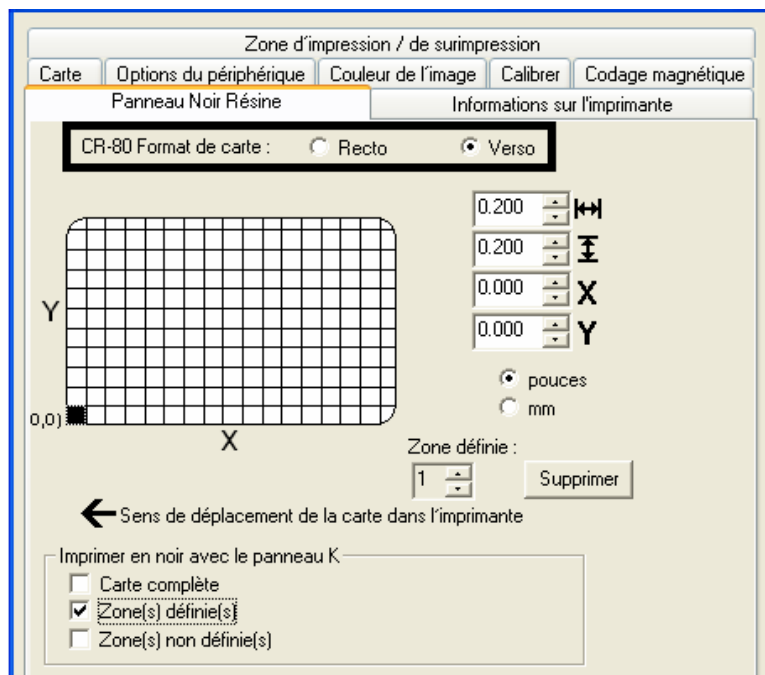 Zone d'impression / de surimpression
Carte Options du périphérique Couleur de l'image Calibrer Codage magnétique
Panneau Noir Résine Informations sur l'imprimante
CR-80 Format de carte : Recto Verso
0.200
0.200
0.000 X
0.000 Y
Y
0,0)
X
pouces
mm
Zone définie :
1 Supprimer
Sens de déplacement de la carte dans l'imprimante
Imprimer en noir avec le panneau K
Carte complète
Zone(s) définie(s)
Zone(s) non définie(s)